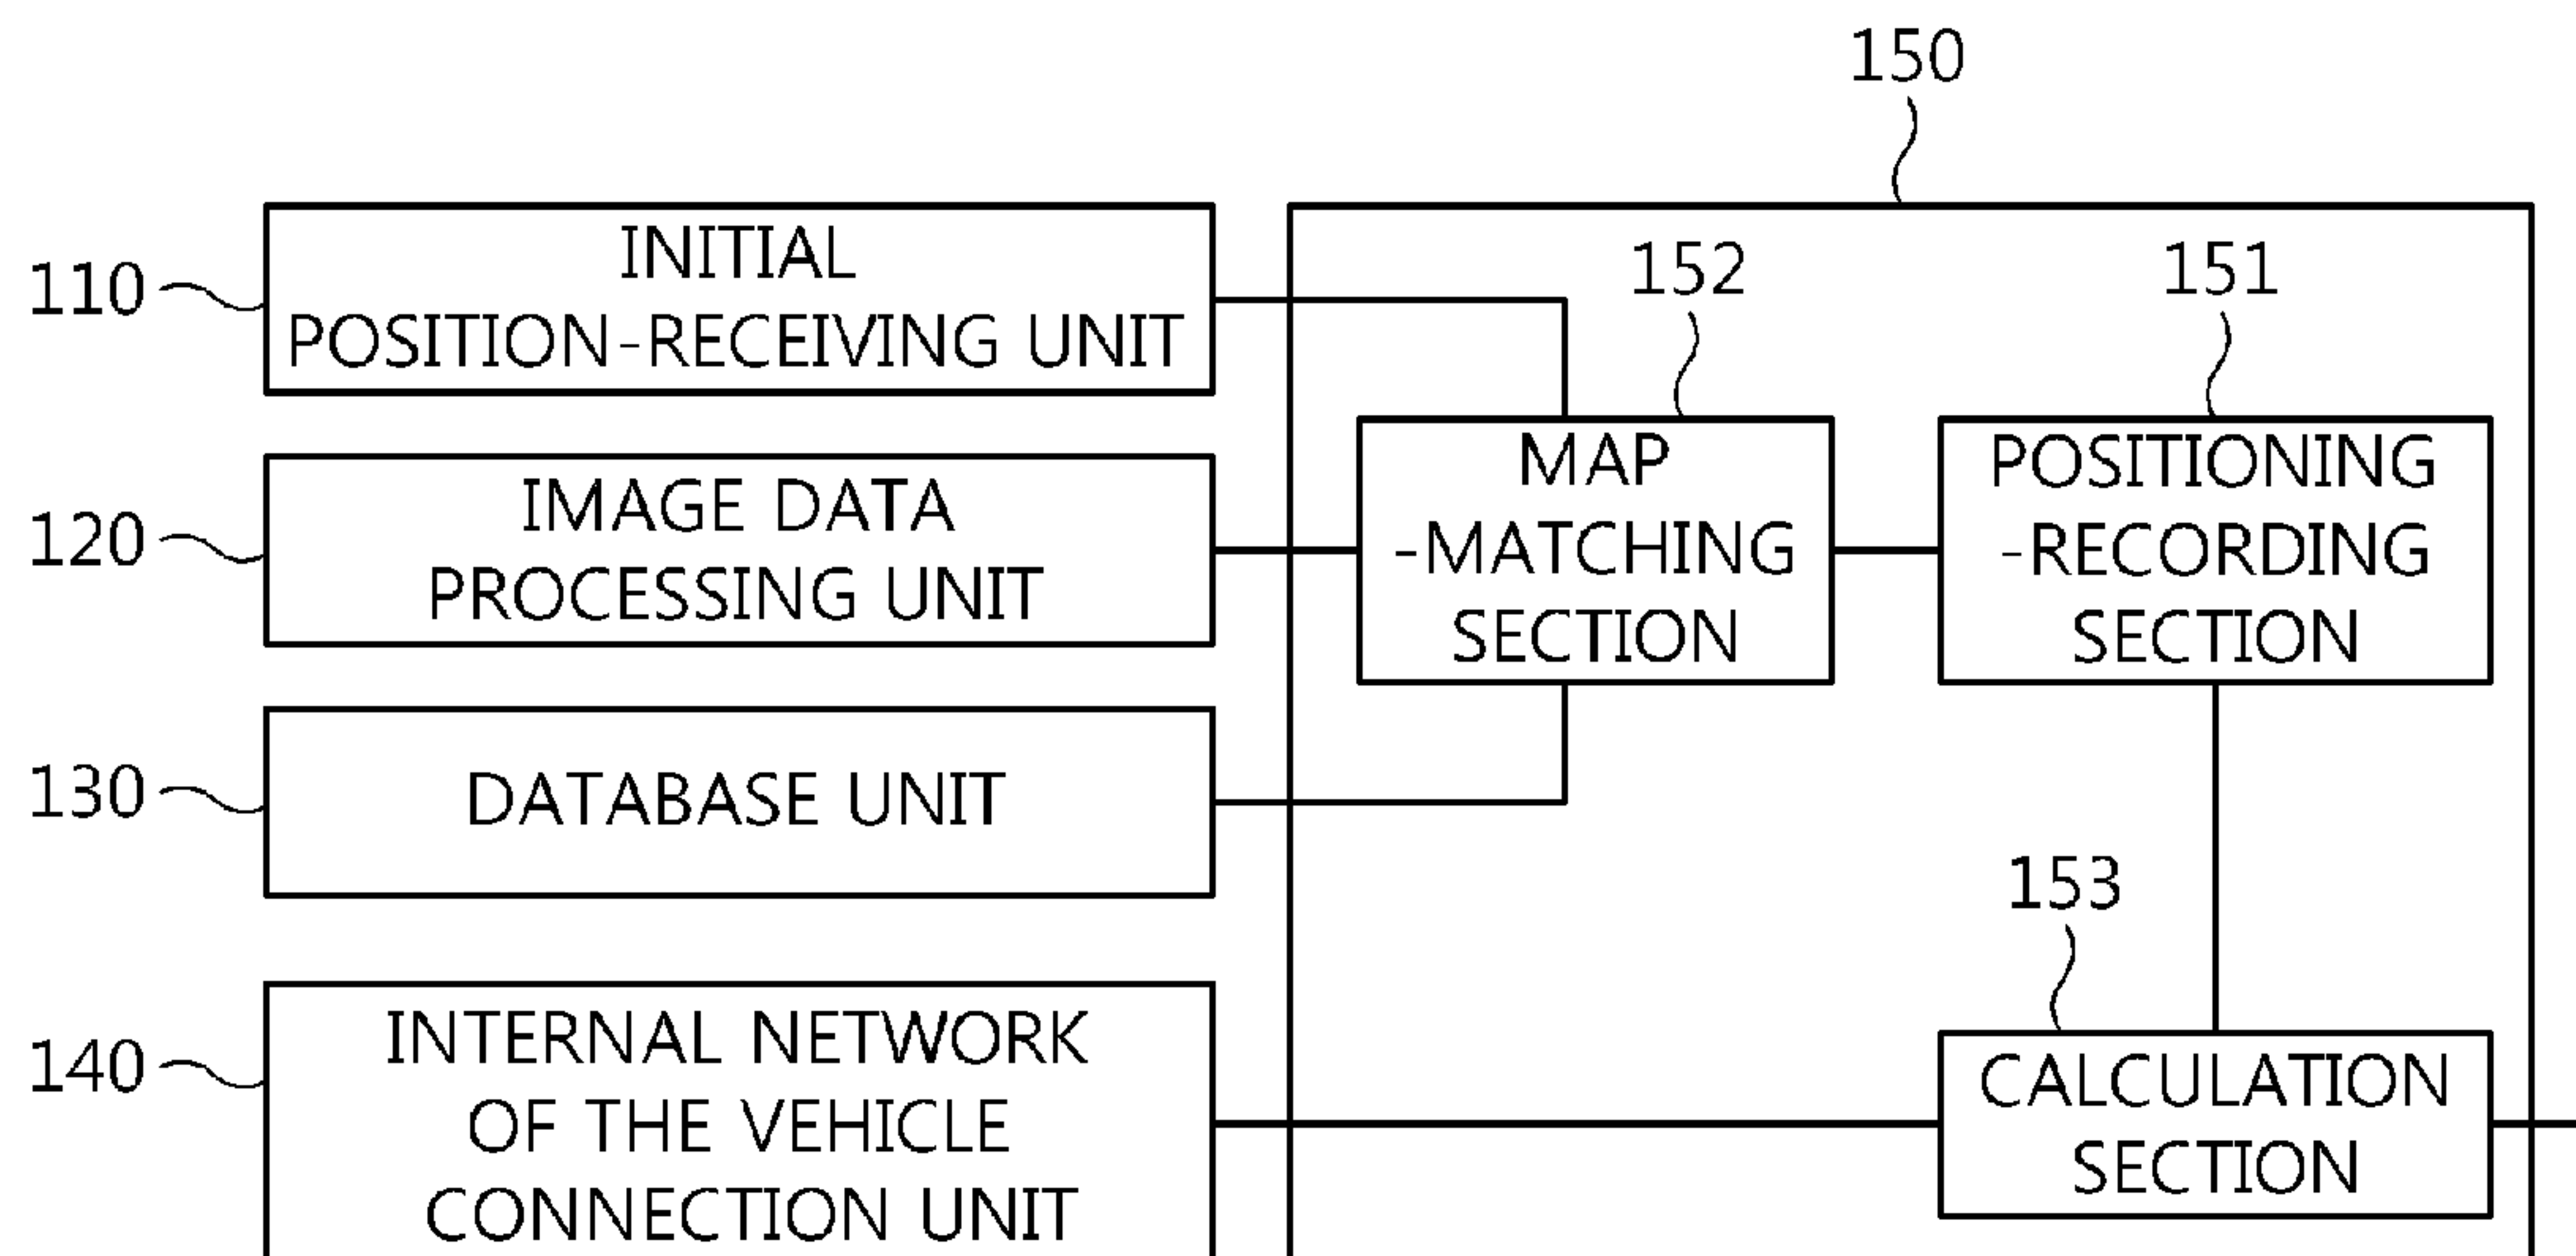 150
110
INITIAL
POSITION-RECEIVING UNIT
152
151
120
IMAGE DATA
PROCESSING UNIT
MAP
-MATCHING
SECTION
POSITIONING
-RECORDING
SECTION
130
DATABASE UNIT
153
140
INTERNAL NETWORK
OF THE VEHICLE
CONNECTION UNIT
CALCULATION
SECTION